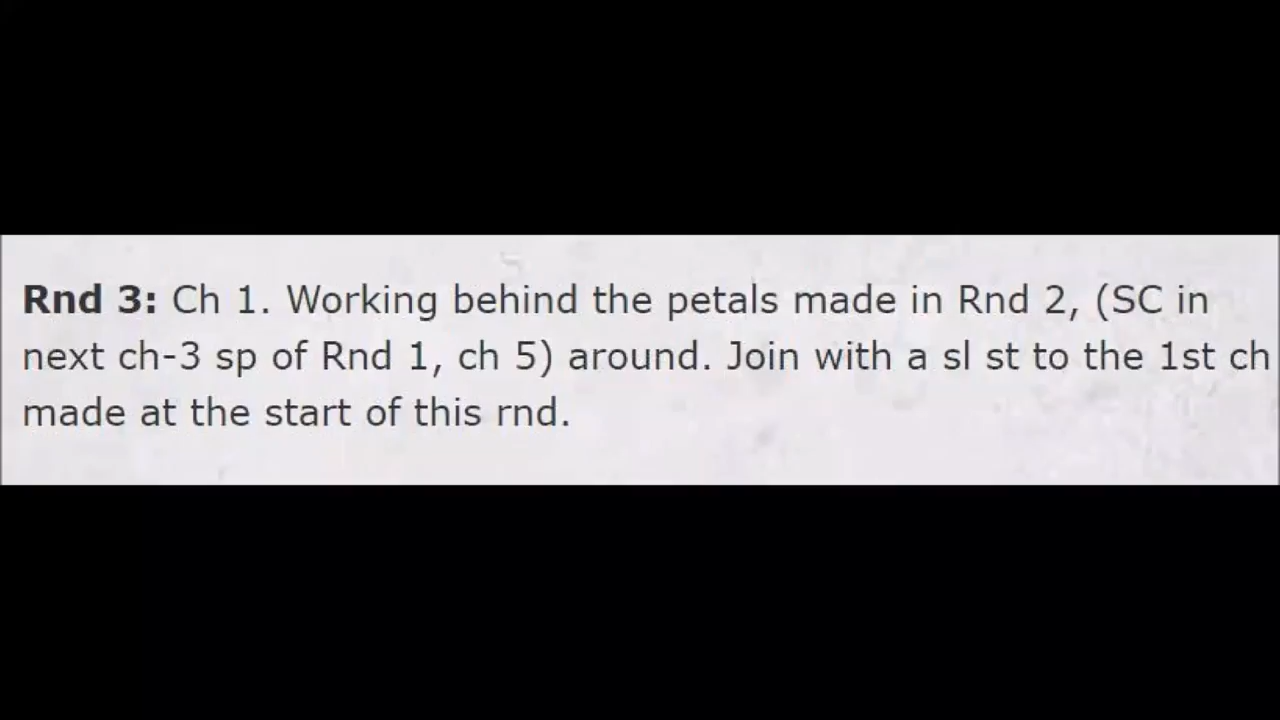 Rnd 3: Ch 1. Working behind the petals made in Rnd 2, (SC in
next ch-3 sp of Rnd 1, ch 5) around. Join with a sl st to the 1st ch
made at the start of this rnd.